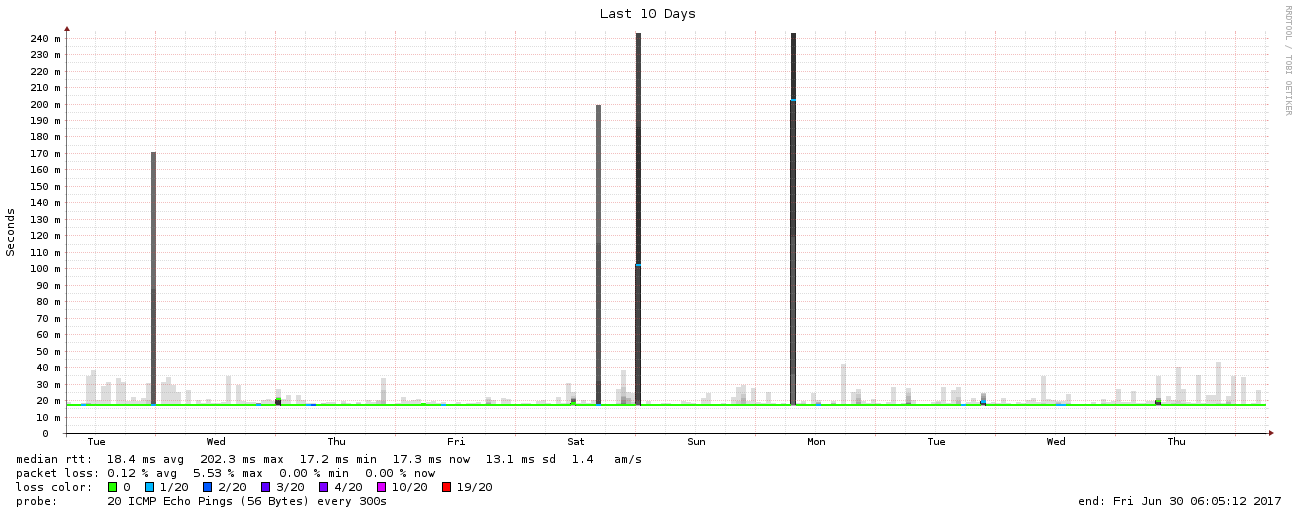 Last 10 Days
RRDTOOL / TOBI OETIKER
Seconds
240 m
230 m
220 m
210 m
200 m
190 m
180 m
170 m
160 m
150 m
140 m
130 m
120 m
110 m
100 m
90 m
80 m
70 m
60 m
50 m
40 m
30 m
20 m
10 m
0
Tue Wed Thu Fri Sat Sun Mon Tue Wed Thu
median rtt: 18.4 ms avg 202.3 ms max 17.2 ms min 17.3 ms now 13.1 ms sd 1.4 am/s
packet loss: 0.12 % avg 5.53 % max 0.00 % min 0.00 % now
loss color: 0 1/20 2/20 3/20 4/20 10/20 19/20
probe: 20 ICMP Echo Pings (56 Bytes) every 300s end: Fri Jun 30 06:05:12 2017